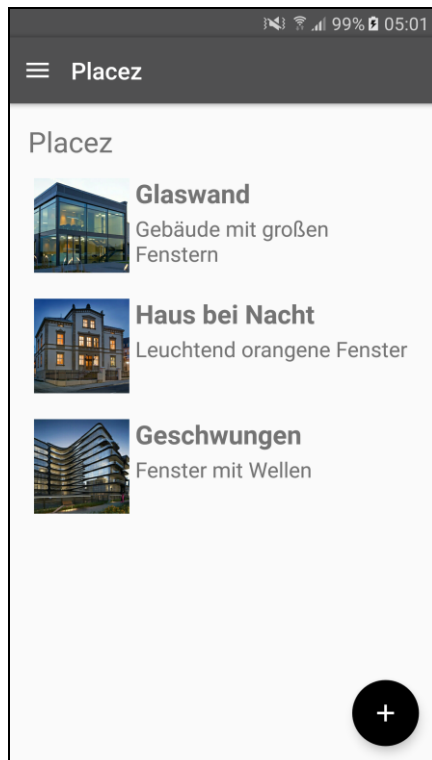 99% 05:01
Placez
Placez
Glaswand
Gebäude mit großen
Fenstern
Haus bei Nacht
Leuchtend orangene Fenster
Geschwungen
Fenster mit Wellen
+